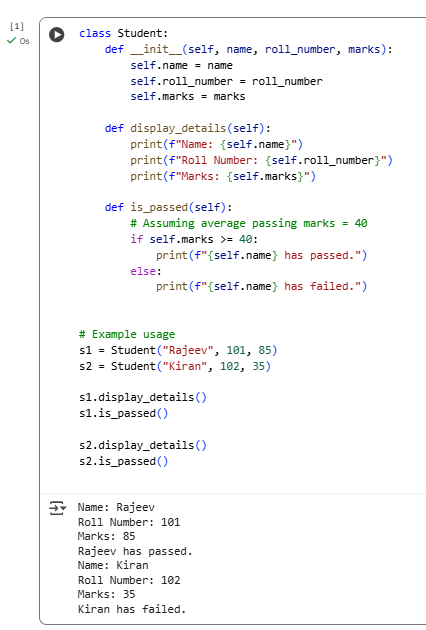 [1]
0s
class Student:
    def __init__(self, name, roll_number, marks):
        self.name = name
        self.roll_number = roll_number
        self.marks = marks

    def display_details(self):
        print(f"Name: {self.name}")
        print(f"Roll Number: {self.roll_number}")
        print(f"Marks: {self.marks}")

    def is_passed(self):
        # Assuming average passing marks = 40
        if self.marks >= 40:
            print(f"{self.name} has passed.")
        else:
            print(f"{self.name} has failed.")


# Example usage
s1 = Student("Rajeev", 101, 85)
s2 = Student("Kiran", 102, 35)

s1.display_details()
s1.is_passed()

s2.display_details()
s2.is_passed()

Name: Rajeev
Roll Number: 101
Marks: 85
Rajeev has passed.
Name: Kiran
Roll Number: 102
Marks: 35
Kiran has failed.